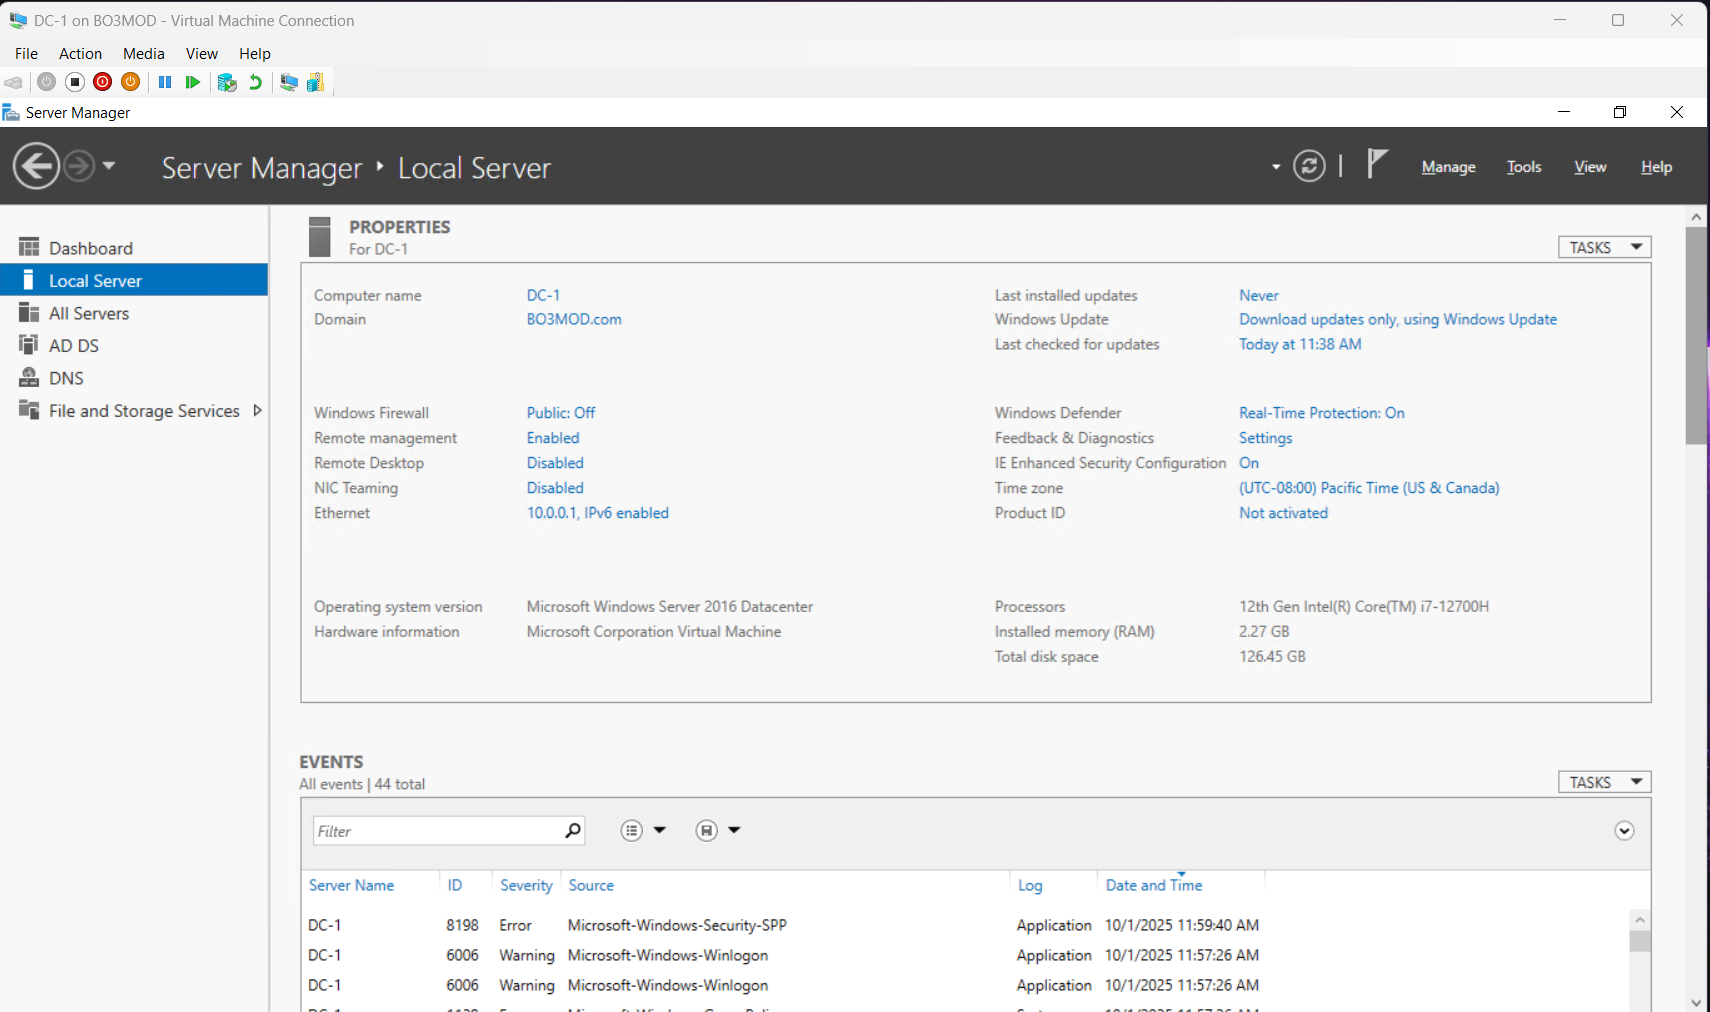 DC-1 on BO3MOD - Virtual Machine Connection
File Action Media View Help
Server Manager
Server Manager Local Server
Manage Tools View Help
Dashboard
Local Server
All Servers
AD DS
DNS
File and Storage Services
PROPERTIES
For DC-1
TASKS
Computer name DC-1
Domain BO3MOD.com
Last installed updates Never
Windows Update Download updates only, using Windows Update
Last checked for updates Today at 11:38 AM
Windows Firewall Public: Off
Remote management Enabled
Remote Desktop Disabled
NIC Teaming Disabled
Ethernet 10.0.0.1, IPv6 enabled
Windows Defender Real-Time Protection: On
Feedback & Diagnostics Settings
IE Enhanced Security Configuration On
Time zone (UTC-08:00) Pacific Time (US & Canada)
Product ID Not activated
Operating system version Microsoft Windows Server 2016 Datacenter
Hardware information Microsoft Corporation Virtual Machine
Processors 12th Gen Intel(R) Core(TM) i7-12700H
Installed memory (RAM) 2.27 GB
Total disk space 126.45 GB
EVENTS
All events | 44 total
TASKS
Filter
Server Name ID Severity Source Log Date and Time
DC-1 8198 Error Microsoft-Windows-Security-SPP Application 10/1/2025 11:59:40 AM
DC-1 6006 Warning Microsoft-Windows-Winlogon Application 10/1/2025 11:57:26 AM
DC-1 6006 Warning Microsoft-Windows-Winlogon Application 10/1/2025 11:57:26 AM